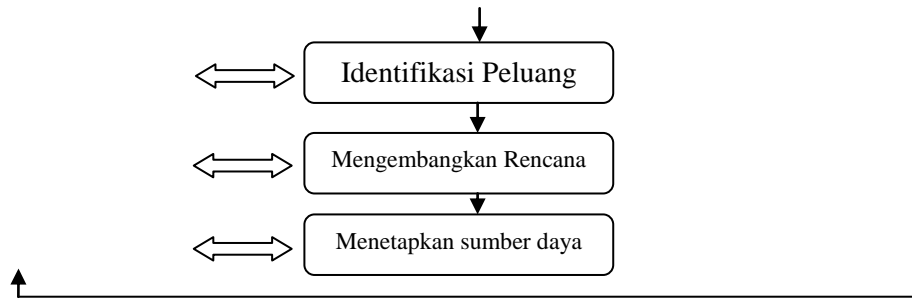 Identifikasi Peluang
Mengembangkan Rencana
Menetapkan sumber daya